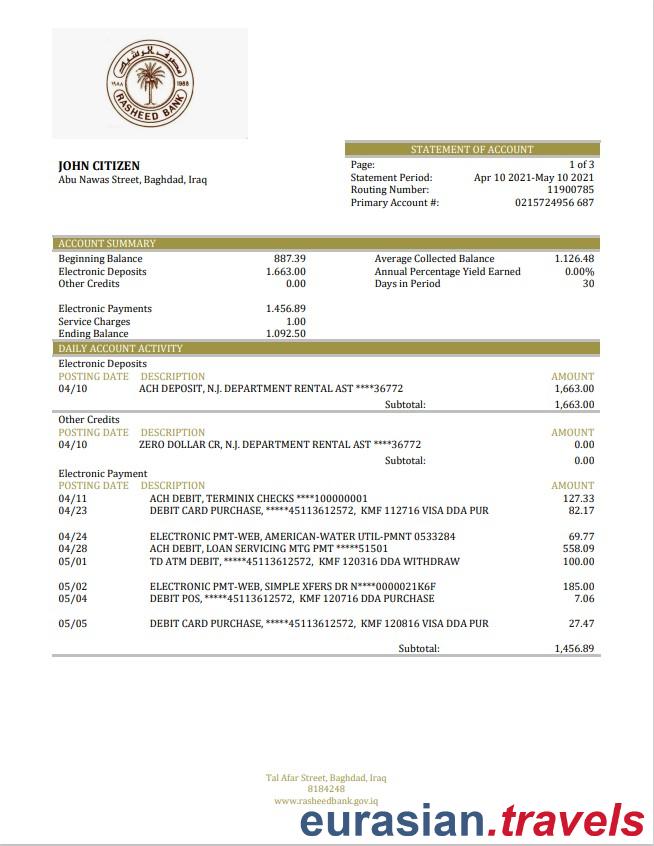 مصرف الرشيد
١٩٨٨ 1988
RASHEED BANK
STATEMENT OF ACCOUNT
JOHN CITIZEN
Abu Nawas Street, Baghdad, Iraq
Page: 1 of 3
Statement Period: Apr 10 2021-May 10 2021
Routing Number: 11900785
Primary Account #: 0215724956 687
ACCOUNT SUMMARY
Beginning Balance 887.39 Average Collected Balance 1.126.48
Electronic Deposits 1.663.00 Annual Percentage Yield Earned 0.00%
Other Credits 0.00 Days in Period 30
Electronic Payments 1.456.89
Service Charges 1.00
Ending Balance 1.092.50
DAILY ACCOUNT ACTIVITY
Electronic Deposits
POSTING DATE DESCRIPTION AMOUNT
04/10 ACH DEPOSIT, N.J. DEPARTMENT RENTAL AST ****36772 1,663.00
Subtotal: 1,663.00
Other Credits
POSTING DATE DESCRIPTION AMOUNT
04/10 ZERO DOLLAR CR, N.J. DEPARTMENT RENTAL AST ****36772 0.00
Subtotal: 0.00
Electronic Payment
POSTING DATE DESCRIPTION AMOUNT
04/11 ACH DEBIT, TERMINIX CHECKS ****100000001 127.33
04/23 DEBIT CARD PURCHASE, *****45113612572, KMF 112716 VISA DDA PUR 82.17
04/24 ELECTRONIC PMT-WEB, AMERICAN-WATER UTIL-PMNT 0533284 69.77
04/28 ACH DEBIT, LOAN SERVICING MTG PMT *****51501 558.09
05/01 TD ATM DEBIT, *****45113612572, KMF 120316 DDA WITHDRAW 100.00
05/02 ELECTRONIC PMT-WEB, SIMPLE XFERS DR N****0000021K6F 185.00
05/04 DEBIT POS, *****45113612572, KMF 120716 DDA PURCHASE 7.06
05/05 DEBIT CARD PURCHASE, *****45113612572, KMF 120816 VISA DDA PUR 27.47
Subtotal: 1,456.89
Tal Afar Street, Baghdad, Iraq
8184248
www.rasheedbank.gov.iq
eurasian.travels